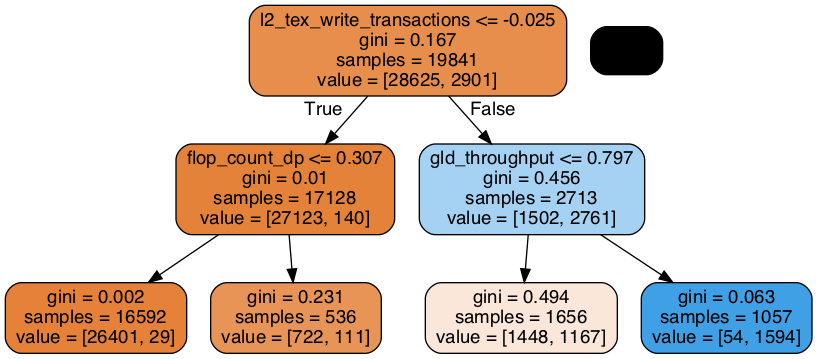 l2_tex_write_transactions <= -0.025
gini = 0.167
samples = 19841
value = [28625, 2901]
True
False
flop_count_dp <= 0.307
gini = 0.01
samples = 17128
value = [27123, 140]
gld_throughput <= 0.797
gini = 0.456
samples = 2713
value = [1502, 2761]
gini = 0.002
samples = 16592
value = [26401, 29]
gini = 0.231
samples = 536
value = [722, 111]
gini = 0.494
samples = 1656
value = [1448, 1167]
gini = 0.063
samples = 1057
value = [54, 1594]